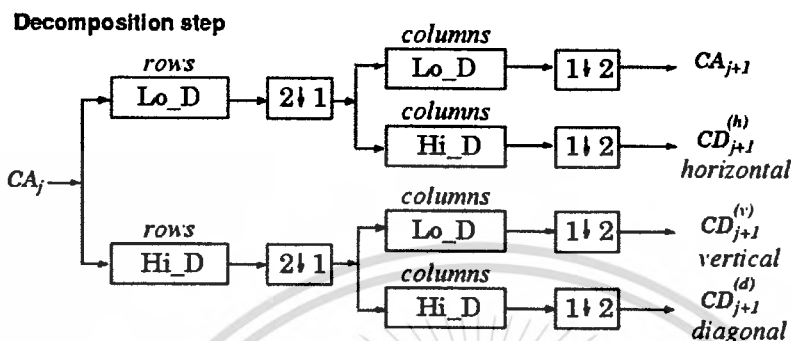 Decomposition step
columns
rows
Lo_D
1↓2
CA_{j+1}
Lo_D
2↓1
columns
Hi_D
1↓2
CD_{j+1}^{(h)}
horizontal
CA_j
columns
rows
Lo_D
1↓2
CD_{j+1}^{(v)}
vertical
Hi_D
2↓1
columns
Hi_D
1↓2
CD_{j+1}^{(d)}
diagonal